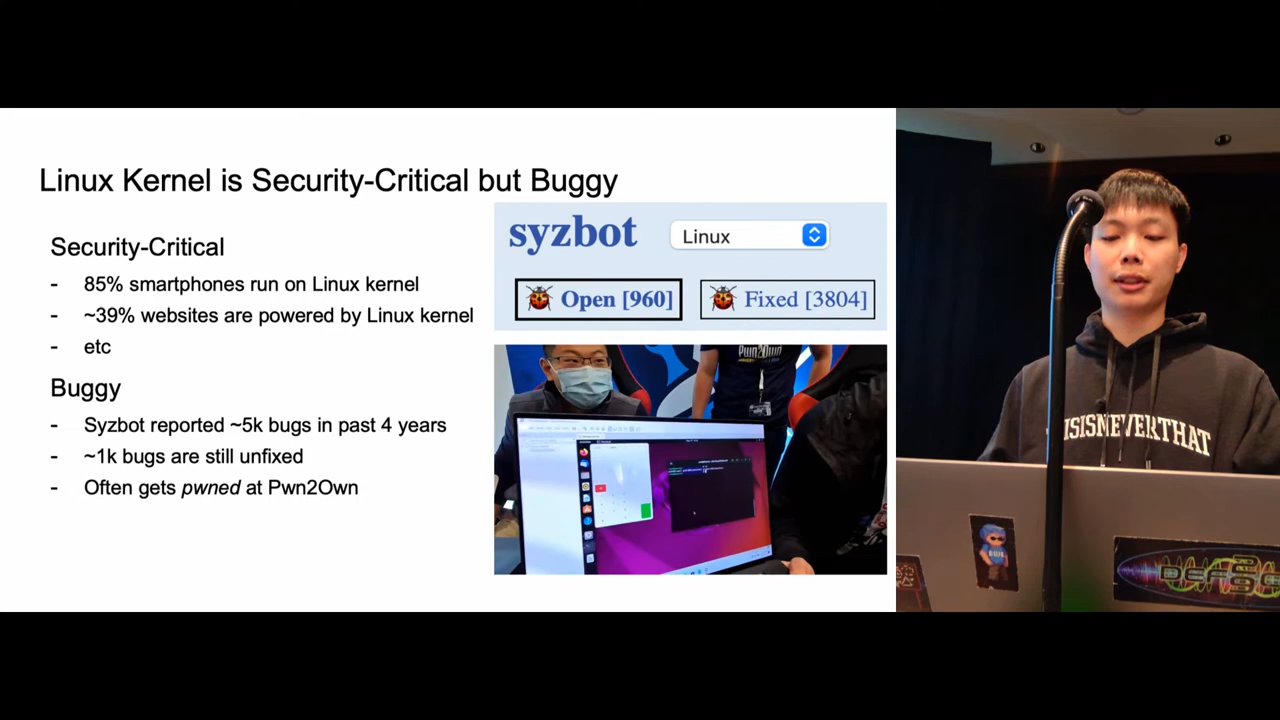 Linux Kernel is Security-Critical but Buggy
Security-Critical
- 85% smartphones run on Linux kernel
- ~39% websites are powered by Linux kernel
- etc
Buggy
- Syzbot reported ~5k bugs in past 4 years
- ~1k bugs are still unfixed
- Often gets pwned at Pwn2Own
syzbot
Linux
Open [960]
Fixed [3804]
Pwn2Own
ISISNEVERTHAT